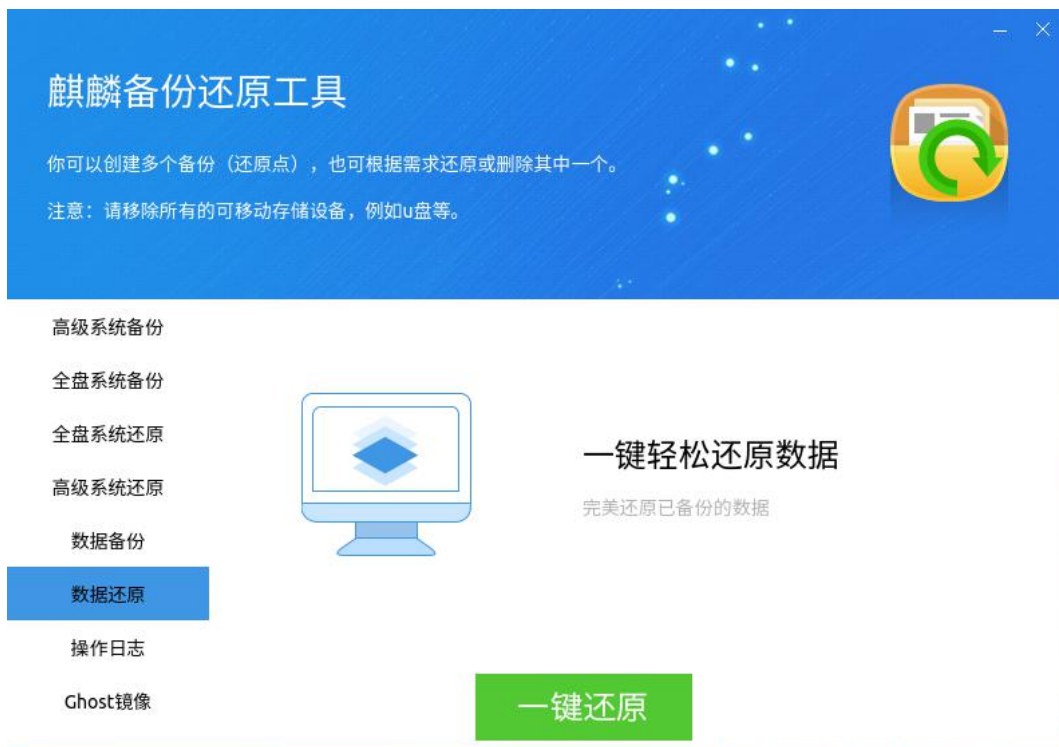 麒麟备份还原工具
你可以创建多个备份（还原点），也可根据需求还原或删除其中一个。
注意：请移除所有的可移动存储设备，例如u盘等。
高级系统备份
全盘系统备份
全盘系统还原
高级系统还原
数据备份
数据还原
操作日志
Ghost镜像
一键轻松还原数据
完美还原已备份的数据
一键还原